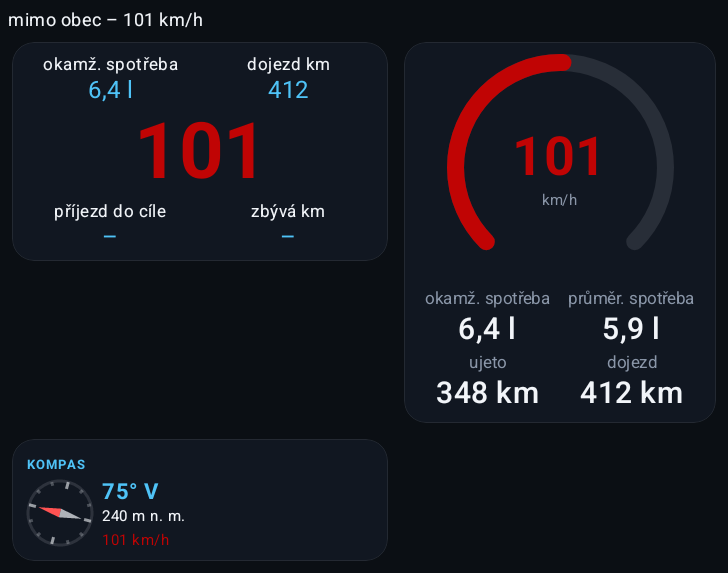 mimo obec – 101 km/h
okamž. spotřeba
dojezd km
6,4 l
412
101
příjezd do cíle
zbývá km
–
–
101
km/h
okamž. spotřeba
průměr. spotřeba
6,4 l
5,9 l
ujeto
dojezd
348 km
412 km
KOMPAS
75° V
240 m n. m.
101 km/h